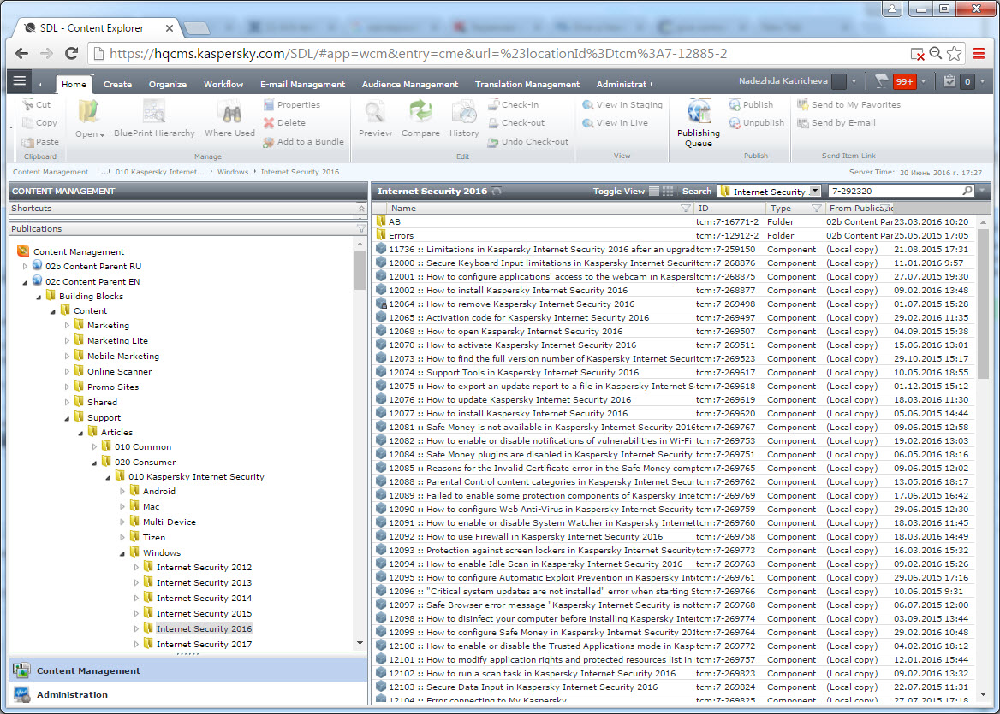 SDL - Content Explorer
https://hqcms.kaspersky.com/SDL/#app=wcm&entry=cme&url=%23locationId%3Dtcm%3A7-12885-2
Home Create Organize Workflow E-mail Management Audience Management Translation Management Administrat
Nadezhda Katricheva 99+ 0
Cut
Copy
Paste
Clipboard
Open BluePrint Hierarchy Where Used
Properties
Delete
Add to a Bundle
Manage
Preview Compare History
Check-in
Check-out
Undo Check-out
Edit
View in Staging
View in Live
View
Publishing Queue
Publish
Unpublish
Publish
Send to My Favorites
Send by E-mail
Send Item Link
Content Management ... 010 Kaspersky Internet... Windows Internet Security 2016
Server Time: 20 Июнь 2016 г. 17:27
CONTENT MANAGEMENT
Shortcuts
Publications
Content Management
02b Content Parent RU
02c Content Parent EN
Building Blocks
Content
Marketing
Marketing Lite
Mobile Marketing
Online Scanner
Promo Sites
Shared
Support
Articles
010 Common
020 Consumer
010 Kaspersky Internet Security
Android
Mac
Multi-Device
Tizen
Windows
Internet Security 2012
Internet Security 2013
Internet Security 2014
Internet Security 2015
Internet Security 2016
Internet Security 2017
Content Management
Administration
Internet Security 2016 Toggle View Search Internet Security... 7-292320
Name ID Type From Publicatio
AB tcm:7-16771-2 Folder 02b Content Par 23.03.2016 10:20
Errors tcm:7-12912-2 Folder 02b Content Par 25.05.2015 17:05
11736 :: Limitations in Kaspersky Internet Security 2016 after an upgrad tcm:7-259150 Component (Local copy) 21.08.2015 17:31
12000 :: Secure Keyboard Input limitations in Kaspersky Internet Security 2016 tcm:7-268876 Component (Local copy) 11.01.2016 9:57
12001 :: How to configure applications' access to the webcam in Kaspersl tcm:7-268875 Component (Local copy) 27.07.2015 19:30
12002 :: How to install Kaspersky Internet Security 2016 tcm:7-268877 Component (Local copy) 09.02.2016 13:48
12064 :: How to remove Kaspersky Internet Security 2016 tcm:7-269498 Component (Local copy) 01.07.2015 15:28
12065 :: Activation code for Kaspersky Internet Security 2016 tcm:7-269497 Component (Local copy) 29.02.2016 11:35
12068 :: How to open Kaspersky Internet Security 2016 tcm:7-269507 Component (Local copy) 04.09.2015 15:38
12070 :: How to activate Kaspersky Internet Security 2016 tcm:7-269511 Component (Local copy) 15.06.2016 13:01
12073 :: How to find the full version number of Kaspersky Internet Securit tcm:7-269523 Component (Local copy) 29.10.2015 15:17
12074 :: Support Tools in Kaspersky Internet Security 2016 tcm:7-269617 Component (Local copy) 10.05.2016 18:55
12075 :: How to export an update report to a file in Kaspersky Internet S tcm:7-269618 Component (Local copy) 01.12.2015 15:12
12076 :: How to update Kaspersky Internet Security 2016 tcm:7-269619 Component (Local copy) 18.03.2016 11:30
12077 :: How to install Kaspersky Internet Security 2016 tcm:7-269620 Component (Local copy) 05.06.2015 14:44
12081 :: Safe Money is not available in Kaspersky Internet Security 2016 tcm:7-269767 Component (Local copy) 09.06.2015 12:58
12082 :: How to enable or disable notifications of vulnerabilities in Wi-Fi tcm:7-269753 Component (Local copy) 19.02.2016 13:03
12084 :: Safe Money plugins are disabled in Kaspersky Internet Security tcm:7-269751 Component (Local copy) 06.05.2016 18:16
12085 :: Reasons for the Invalid Certificate error in the Safe Money comp tcm:7-269765 Component (Local copy) 09.06.2015 12:02
12088 :: Parental Control content categories in Kaspersky Internet Secur tcm:7-269762 Component (Local copy) 13.05.2016 18:17
12089 :: Failed to enable some protection components of Kaspersky Inte tcm:7-269769 Component (Local copy) 17.06.2015 16:42
12090 :: How to configure Web Anti-Virus in Kaspersky Internet Security tcm:7-269759 Component (Local copy) 29.06.2015 12:30
12091 :: How to enable or disable System Watcher in Kaspersky Internet tcm:7-269760 Component (Local copy) 18.03.2016 11:45
12092 :: How to use Firewall in Kaspersky Internet Security 2016 tcm:7-269758 Component (Local copy) 18.03.2016 14:49
12093 :: Protection against screen lockers in Kaspersky Internet Security tcm:7-269773 Component (Local copy) 04.03.2016 15:32
12094 :: How to enable Idle Scan in Kaspersky Internet Security 2016 tcm:7-269763 Component (Local copy) 09.02.2016 15:26
12095 :: How to configure Automatic Exploit Prevention in Kaspersky Int tcm:7-269761 Component (Local copy) 29.06.2015 17:16
12096 :: "Critical system updates are not installed" error when starting S tcm:7-269766 Component (Local copy) 10.06.2015 9:31
12097 :: Safe Browser error message "Kaspersky Internet Security is not tcm:7-269768 Component (Local copy) 06.07.2015 12:00
12098 :: How to disinfect your computer before installing Kaspersky Inte tcm:7-269774 Component (Local copy) 03.09.2015 13:44
12099 :: How to configure Safe Money in Kaspersky Internet Security 201 tcm:7-269764 Component (Local copy) 29.02.2016 10:48
12100 :: How to enable or disable the Trusted Applications mode in Kasp tcm:7-269772 Component (Local copy) 04.02.2016 18:12
12101 :: How to modify application rights and protected resources list in tcm:7-269757 Component (Local copy) 12.01.2016 15:44
12102 :: How to run a scan task in Kaspersky Internet Security 2016 tcm:7-269823 Component (Local copy) 09.02.2016 13:32
12103 :: Secure Data Input in Kaspersky Internet Security 2016 tcm:7-269824 Component (Local copy) 22.07.2015 11:31
12104 :: Error connecting to My Kaspersky tcm:7-269825 Component (Local copy) 27.07.2015 17:18